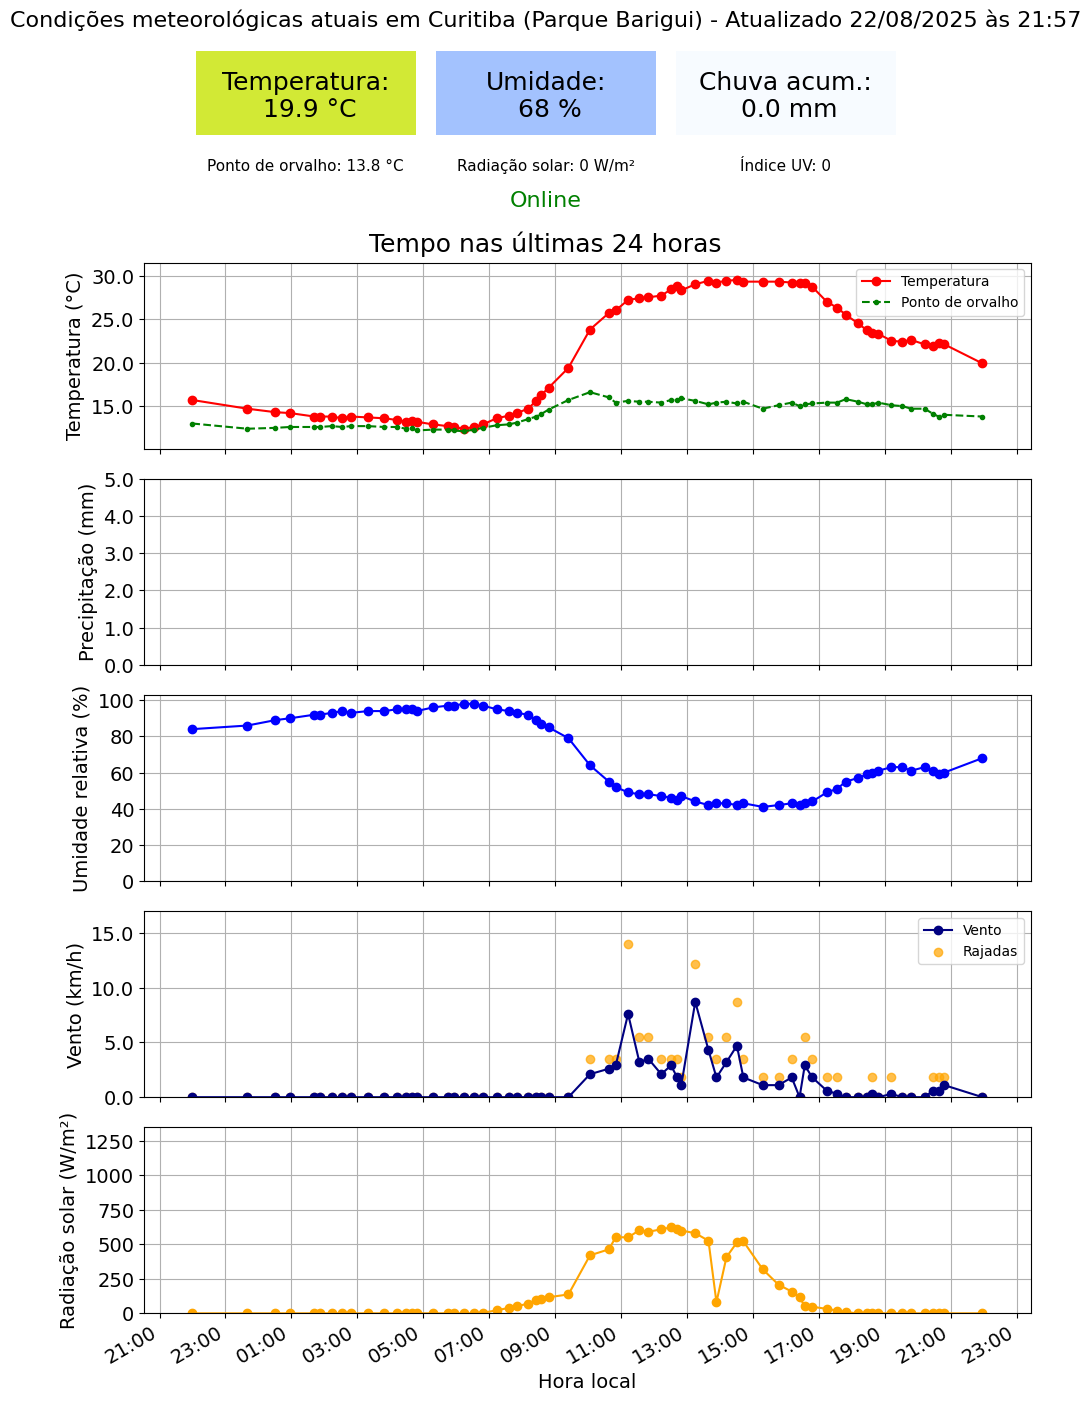 Condições meteorológicas atuais em Curitiba (Parque Barigui) - Atualizado 22/08/2025 às 21:57
Temperatura:
19.9 °C
Umidade:
68 %
Chuva acum.:
0.0 mm
Ponto de orvalho: 13.8 °C
Radiação solar: 0 W/m²
Índice UV: 0
Online
Tempo nas últimas 24 horas
Temperatura (°C)
30.0
25.0
20.0
15.0
Temperatura
Ponto de orvalho
Precipitação (mm)
5.0
4.0
3.0
2.0
1.0
0.0
Umidade relativa (%)
100
80
60
40
20
0
Vento (km/h)
15.0
10.0
5.0
0.0
Vento
Rajadas
Radiação solar (W/m²)
1250
1000
750
500
250
0
21:00
23:00
01:00
03:00
05:00
07:00
09:00
11:00
13:00
15:00
17:00
19:00
21:00
23:00
Hora local